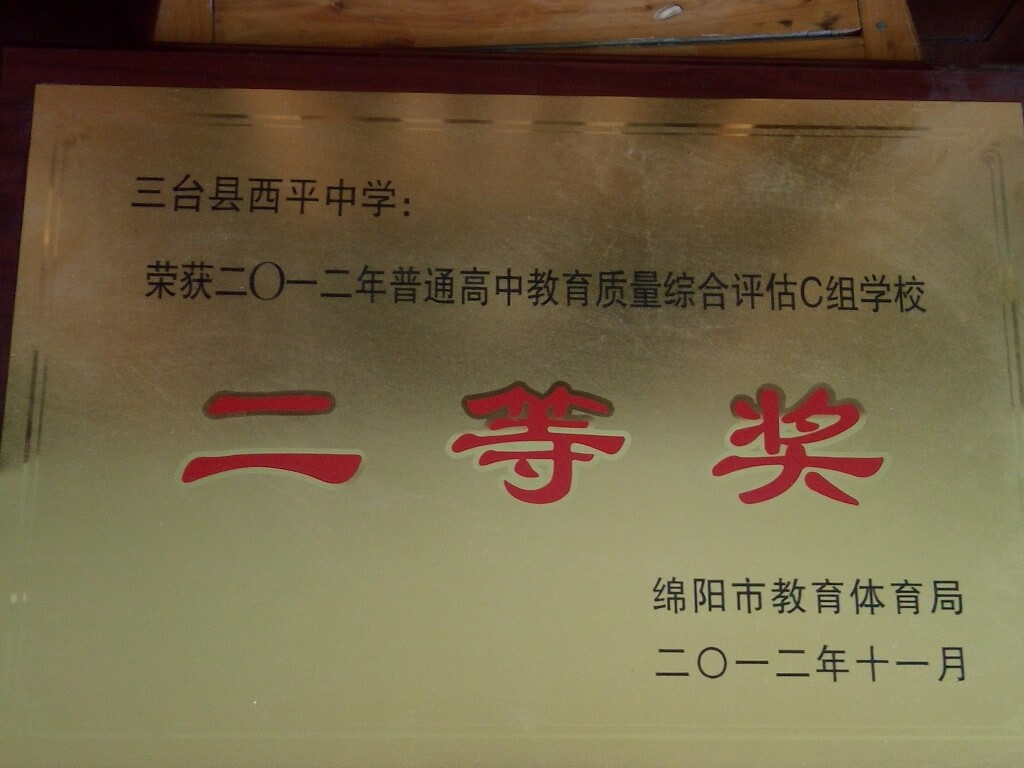 三台县西平中学：
荣获二〇一二年普通高中教育质量综合评估C组学校
二等奖
绵阳市教育体育局
二〇一二年十一月